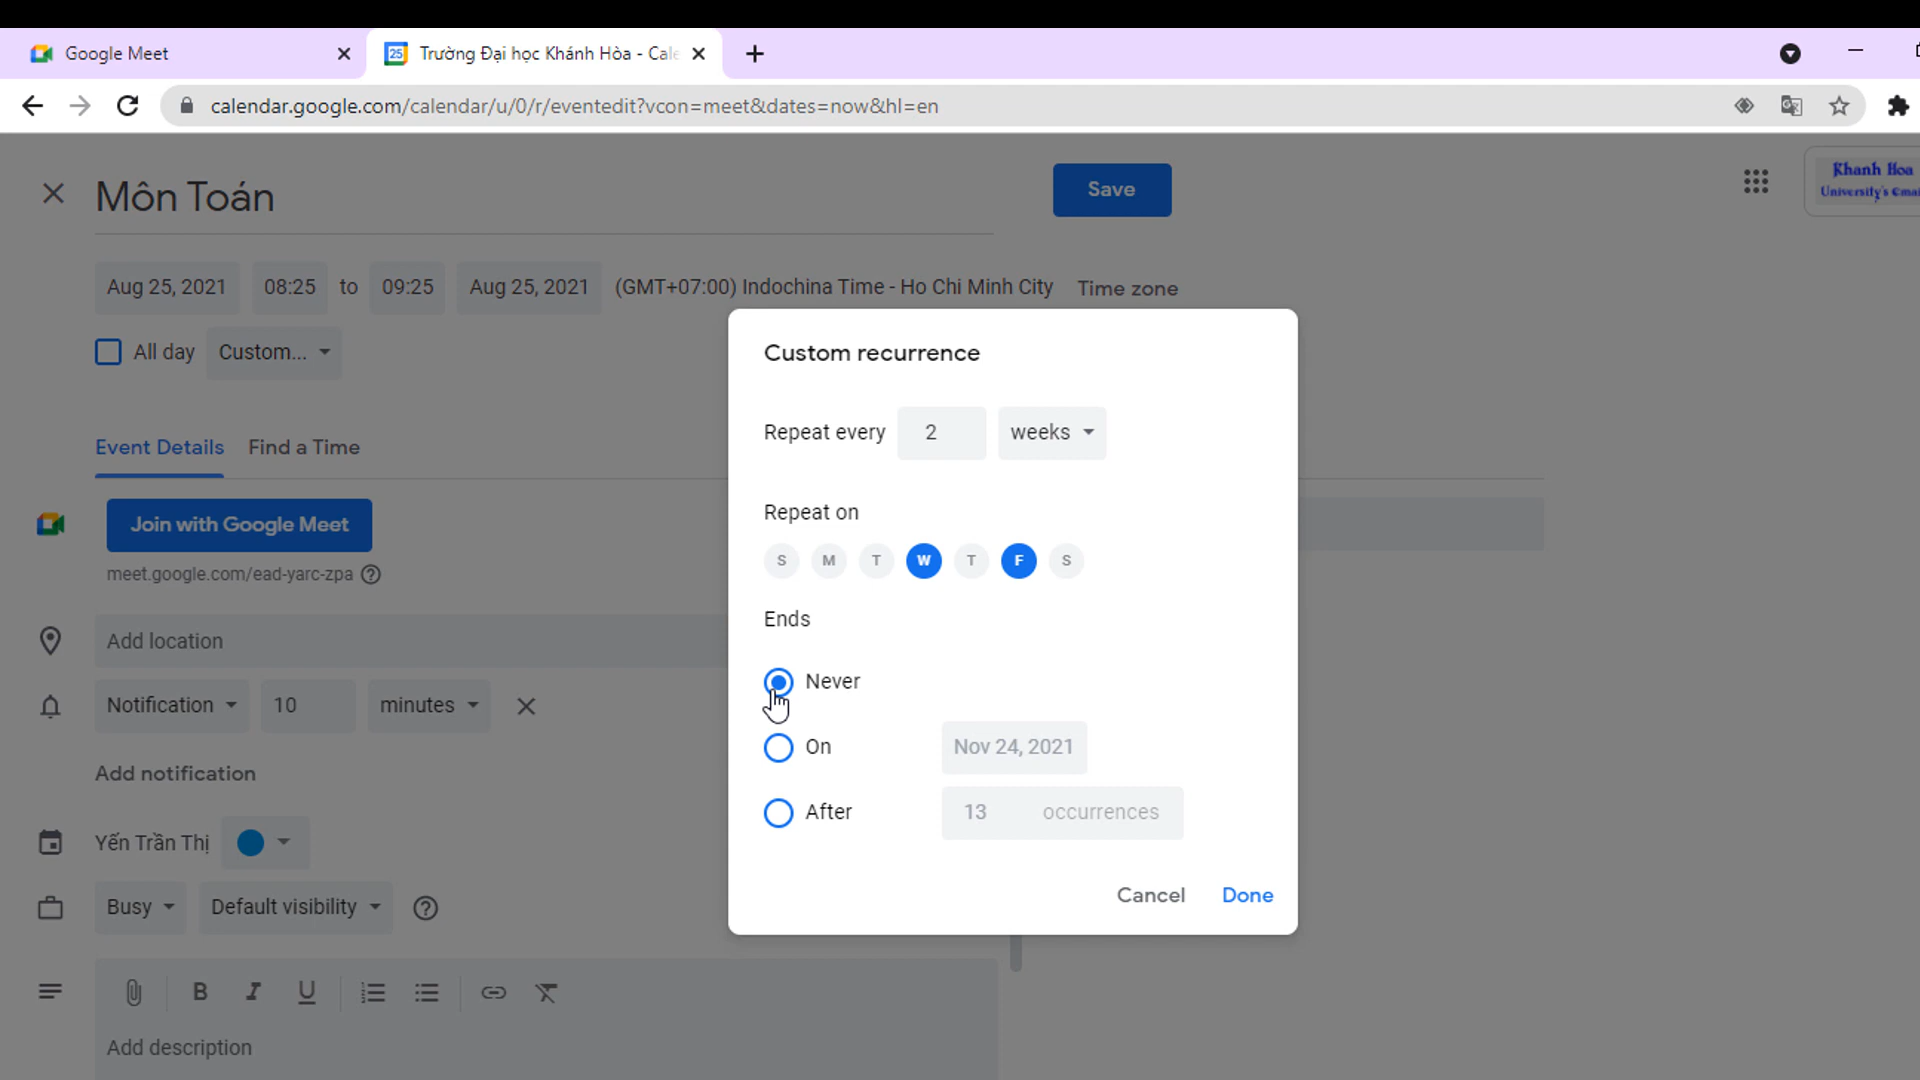 Google Meet
Trường Đại học Khánh Hòa - Cale
calendar.google.com/calendar/u/0/r/eventedit?vcon=meet&dates=now&hl=en
Môn Toán
Save
Khanh Hoa
University's Emai
Aug 25, 2021 08:25 to 09:25 Aug 25, 2021 (GMT+07:00) Indochina Time - Ho Chi Minh City Time zone
All day Custom...
Event Details Find a Time
Join with Google Meet
meet.google.com/ead-yarc-zpa
Add location
Notification 10 minutes
Add notification
Yến Trần Thị
Busy Default visibility
B I U
Add description
Custom recurrence
Repeat every 2 weeks
Repeat on
S M T W T F S
Ends
Never
On Nov 24, 2021
After 13 occurrences
Cancel Done